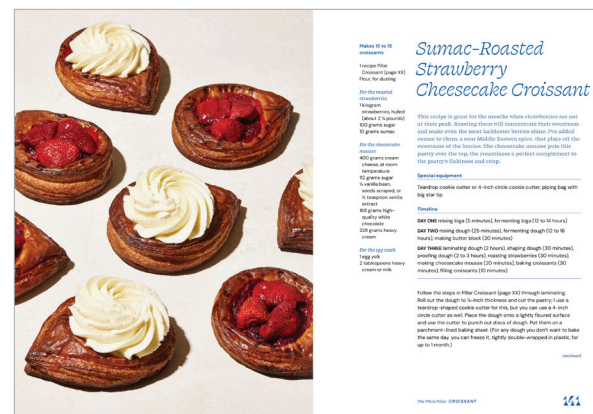 Makes 15 to 18
croissants
1 recipe Pillar
Croissant (page XX)
Flour, for dusting
For the roasted
strawberries
1 kilogram
strawberries, hulled
(about 2 ¼ pounds)
100 grams sugar
10 grams sumac
For the cheesecake
mousse
400 grams cream
cheese, at room
temperature
112 grams sugar
½ vanilla bean,
seeds scraped, or
½ teaspoon vanilla
extract
168 grams high-
quality white
chocolate
228 grams heavy
cream
For the egg wash
1 egg yolk
2 tablespoons heavy
cream or milk
Sumac-Roasted
Strawberry
Cheesecake Croissant
This recipe is great for the months when strawberries are not
at their peak. Roasting them will concentrate their sweetness
and make even the most lackluster berries shine. I've added
sumac to them, a sour Middle Eastern spice, that plays off the
sweetness of the berries. The cheesecake mousse puts this
pastry over the top, the creaminess a perfect complement to
the pastry's flakiness and crisp.
Special equipment
Teardrop cookie cutter or 4-inch circle cookie cutter, piping bag with
big star tip
Timeline
DAY ONE mixing biga (5 minutes), fermenting biga (12 to 14 hours)
DAY TWO mixing dough (25 minutes), fermenting dough (12 to 16
hours), making butter block (20 minutes)
DAY THREE laminating dough (2 hours), shaping dough (30 minutes),
proofing dough (2 to 3 hours), roasting strawberries (30 minutes),
making cheesecake mousse (20 minutes), baking croissants (30
minutes), filling croissants (10 minutes)
Follow the steps in Pillar Croissant (page XX) through laminating.
Roll out the dough to ¼-inch thickness and cut the pastry; I use a
teardrop-shaped cookie cutter for this, but you can use a 4-inch
circle cutter as well. Place the dough onto a lightly floured surface
and use the cutter to punch out discs of dough. Put them on a
parchment-lined baking sheet. (For any dough you don't want to bake
the same day, you can freeze it, tightly double-wrapped in plastic, for
up to 1 month.)
continued
The Third Pillar CROISSANT
141